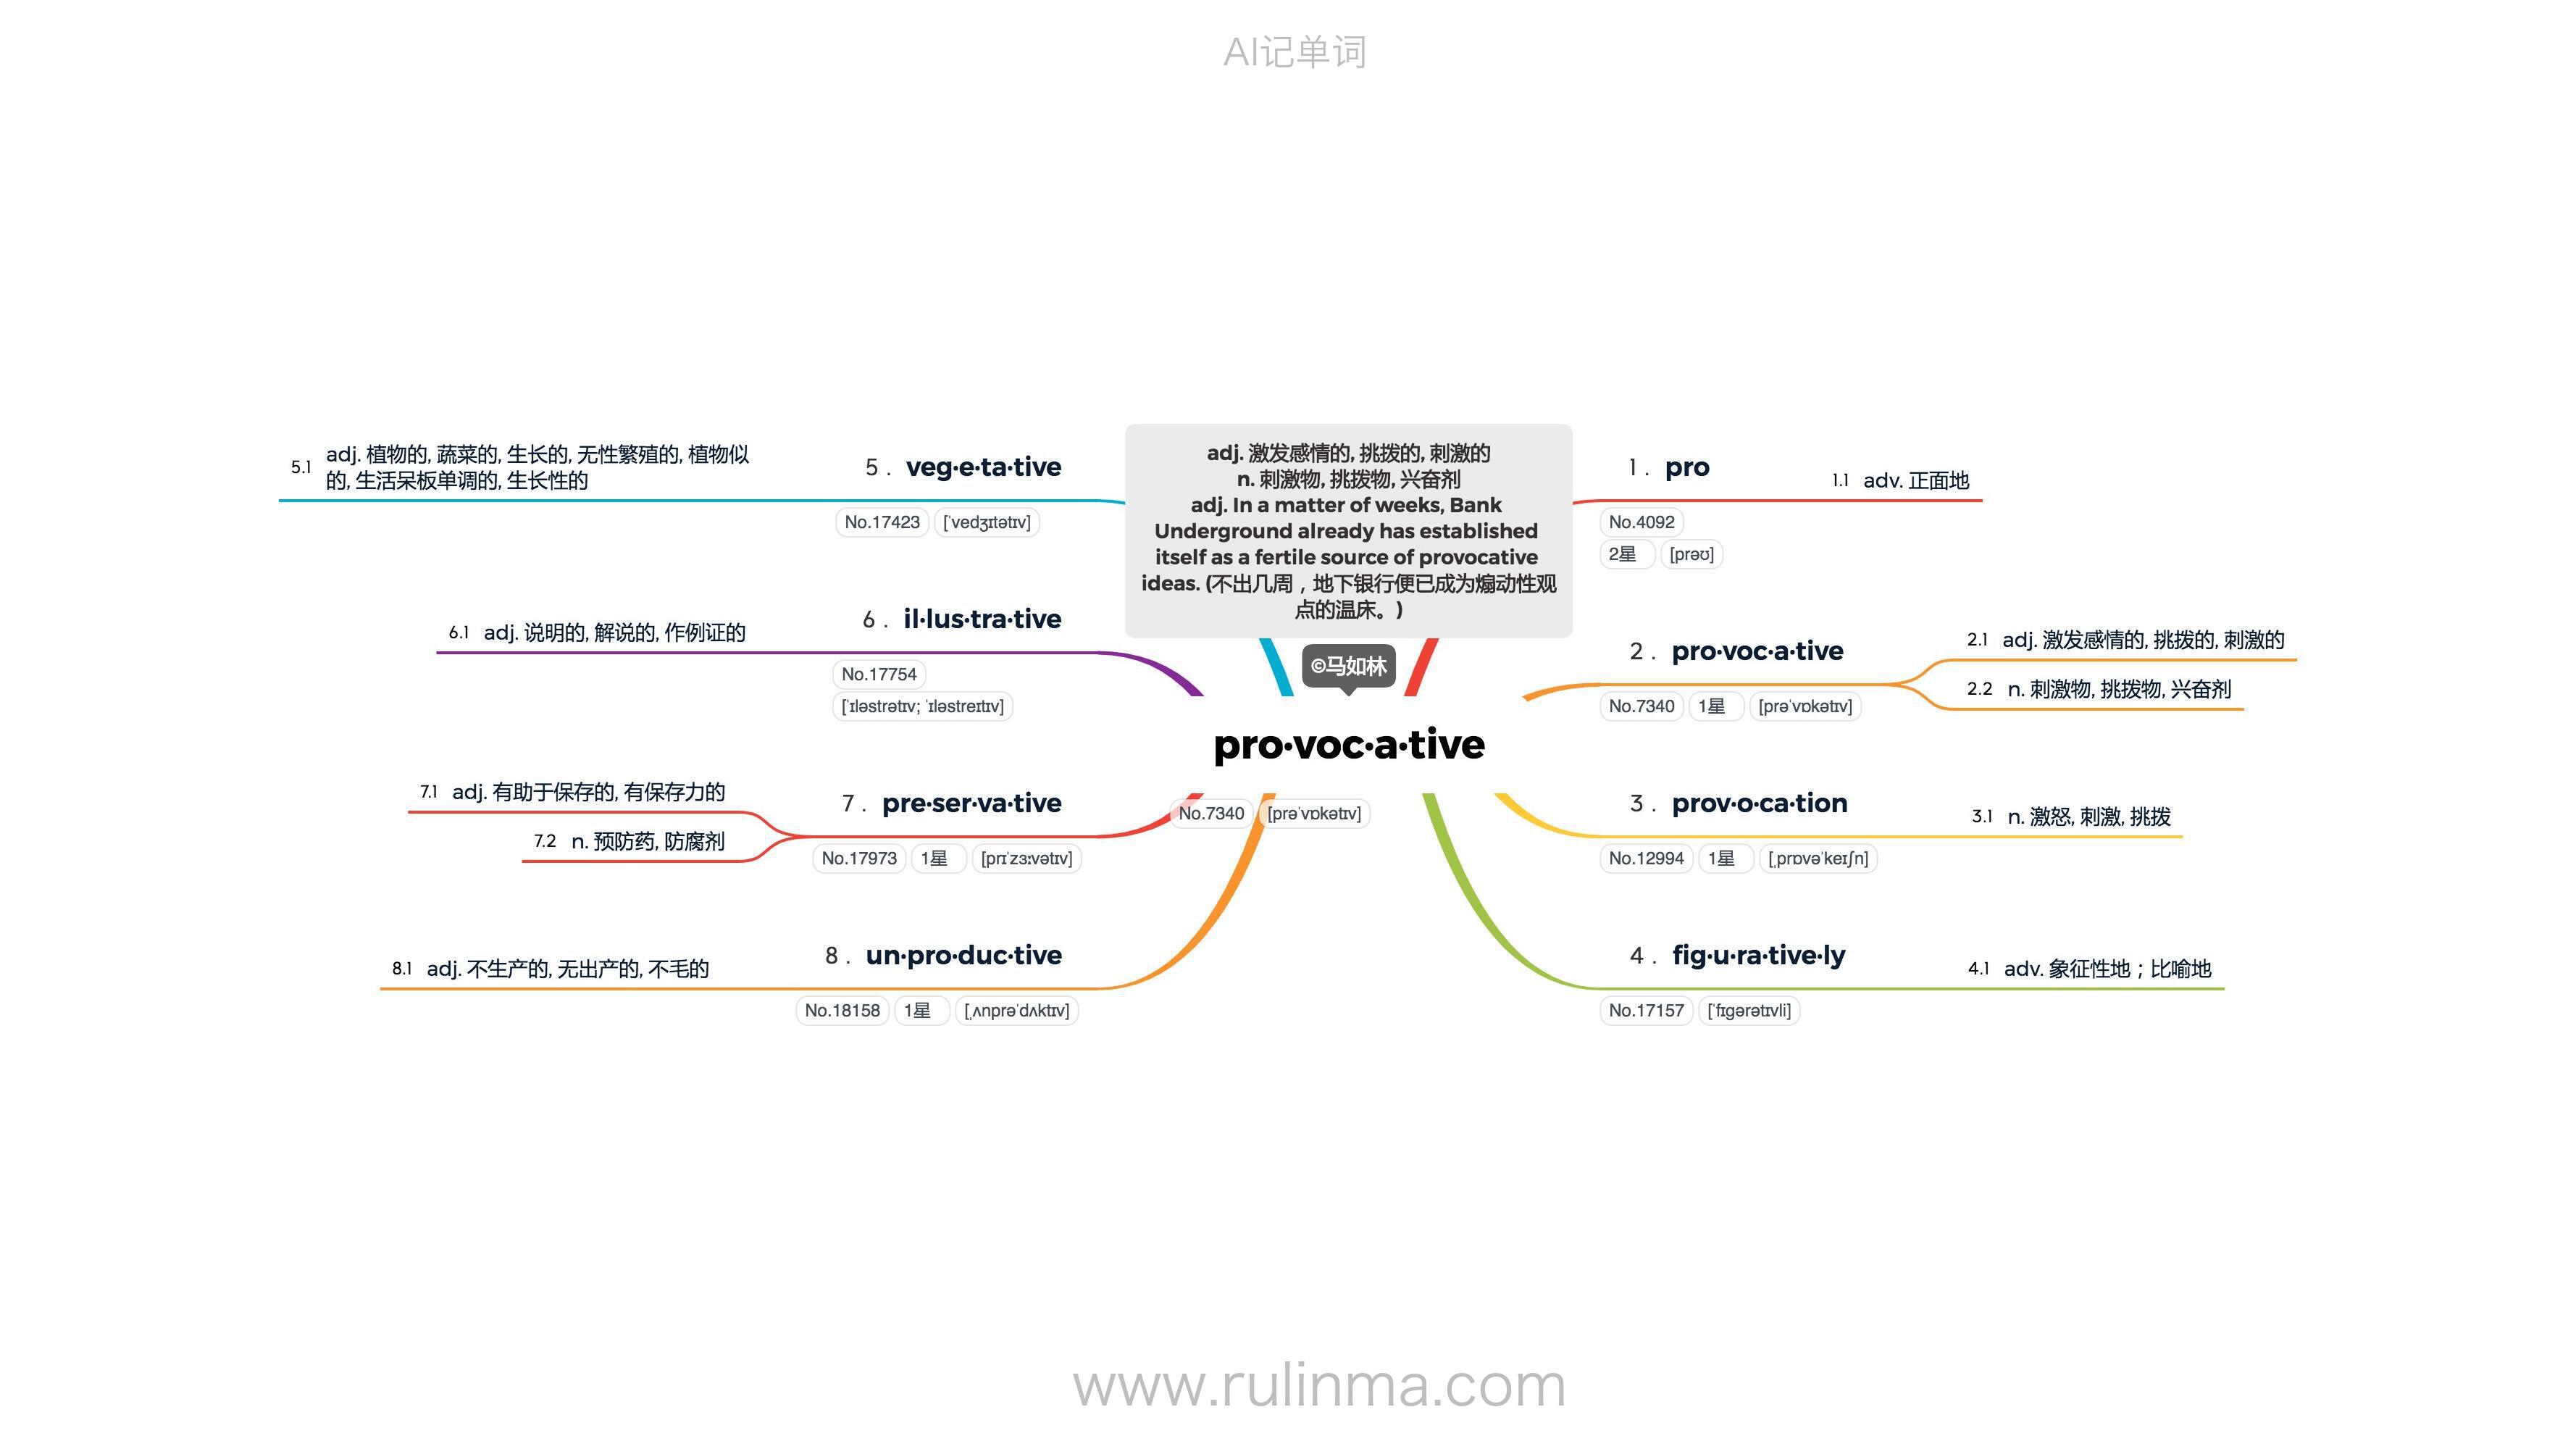 AI记单词
adj. 激发感情的, 挑拨的, 刺激的
n. 刺激物, 挑拨物, 兴奋剂
adj. In a matter of weeks, Bank
Underground already has established
itself as a fertile source of provocative
ideas. (不出几周，地下银行便已成为煽动性观
点的温床。)
©马如林
pro·voc·a·tive
No.7340 [prəˈvɒkətɪv]
1 . pro
1.1 adv. 正面地
No.4092
2星 [prəʊ]
2 . pro·voc·a·tive
2.1 adj. 激发感情的, 挑拨的, 刺激的
2.2 n. 刺激物, 挑拨物, 兴奋剂
No.7340 1星 [prəˈvɒkətɪv]
3 . prov·o·ca·tion
3.1 n. 激怒, 刺激, 挑拨
No.12994 1星 [ˌprɒvəˈkeɪʃn]
4 . fig·u·ra·tive·ly
4.1 adv. 象征性地；比喻地
No.17157 [ˈfɪgərətɪvli]
5 . veg·e·ta·tive
5.1 adj. 植物的, 蔬菜的, 生长的, 无性繁殖的, 植物似
的, 生活呆板单调的, 生长性的
No.17423 [ˈvedʒɪtətɪv]
6 . il·lus·tra·tive
6.1 adj. 说明的, 解说的, 作例证的
No.17754
[ˈɪləstrətɪv; ˈɪləstreɪtɪv]
7 . pre·ser·va·tive
7.1 adj. 有助于保存的, 有保存力的
7.2 n. 预防药, 防腐剂
No.17973 1星 [prɪˈzɜːvətɪv]
8 . un·pro·duc·tive
8.1 adj. 不生产的, 无出产的, 不毛的
No.18158 1星 [ˌʌnprəˈdʌktɪv]
www.rulinma.com